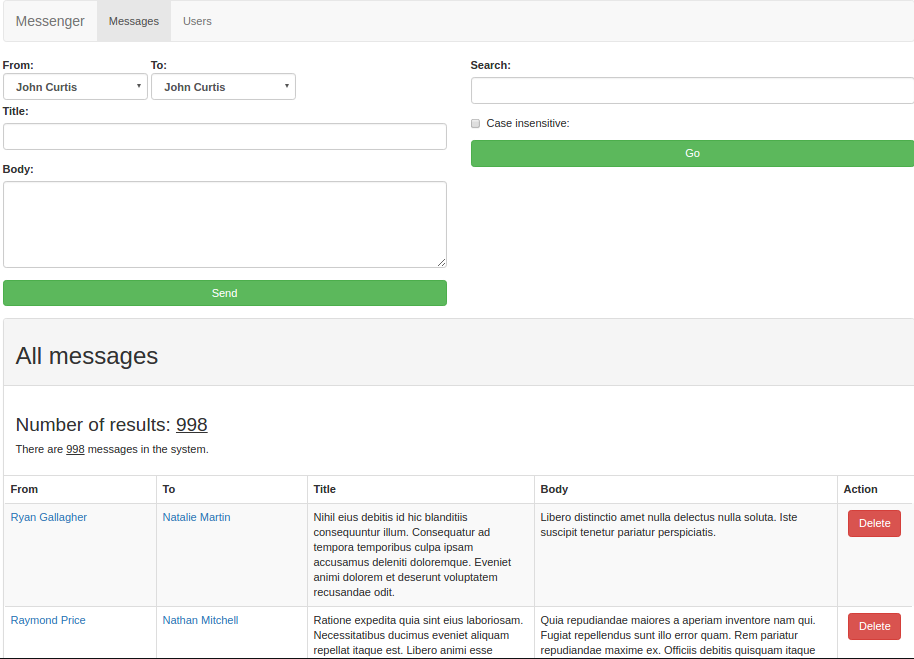 Messenger Messages Users
From: To:
John Curtis John Curtis
Title:
Body:
Send
Search:
Case insensitive:
Go
All messages
Number of results: 998
There are 998 messages in the system.
From To Title Body Action
Ryan Gallagher
Natalie Martin
Nihil eius debitis id hic blanditiis
consequuntur illum. Consequatur ad
tempora temporibus culpa ipsam
accusamus deleniti doloremque. Eveniet
animi dolorem et deserunt voluptatem
recusandae odit.
Libero distinctio amet nulla delectus nulla soluta. Iste
suscipit tenetur pariatur perspiciatis.
Delete
Raymond Price
Nathan Mitchell
Ratione expedita quia sint eius laboriosam.
Necessitatibus ducimus eveniet aliquam
repellat itaque est. Libero animi esse
Quia repudiandae maiores a aperiam inventore nam qui.
Fugiat repellendus sunt illo error quam. Rem pariatur
repudiandae maxime ex. Officiis debitis quisquam itaque
Delete